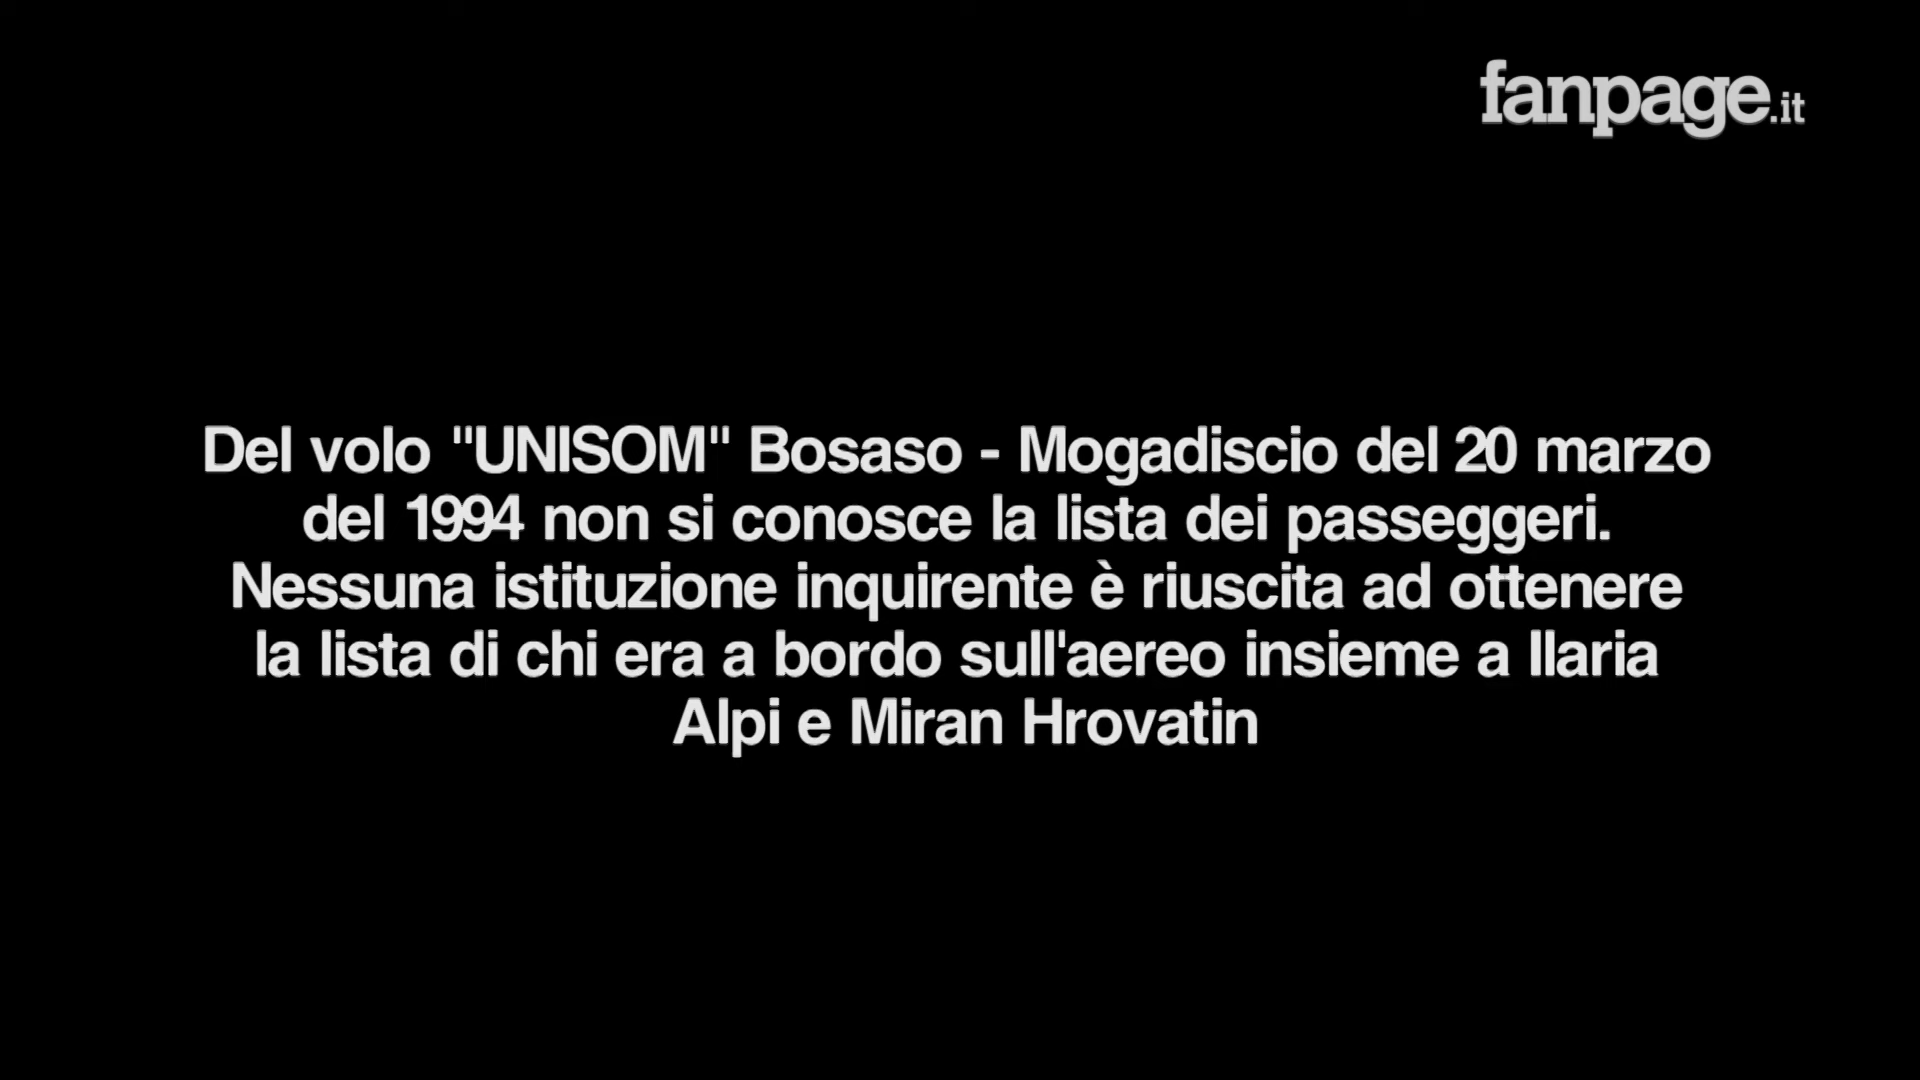 fanpage.it
Del volo "UNISOM" Bosaso - Mogadiscio del 20 marzo
del 1994 non si conosce la lista dei passeggeri.
Nessuna istituzione inquirente è riuscita ad ottenere
la lista di chi era a bordo sull'aereo insieme a Ilaria
Alpi e Miran Hrovatin